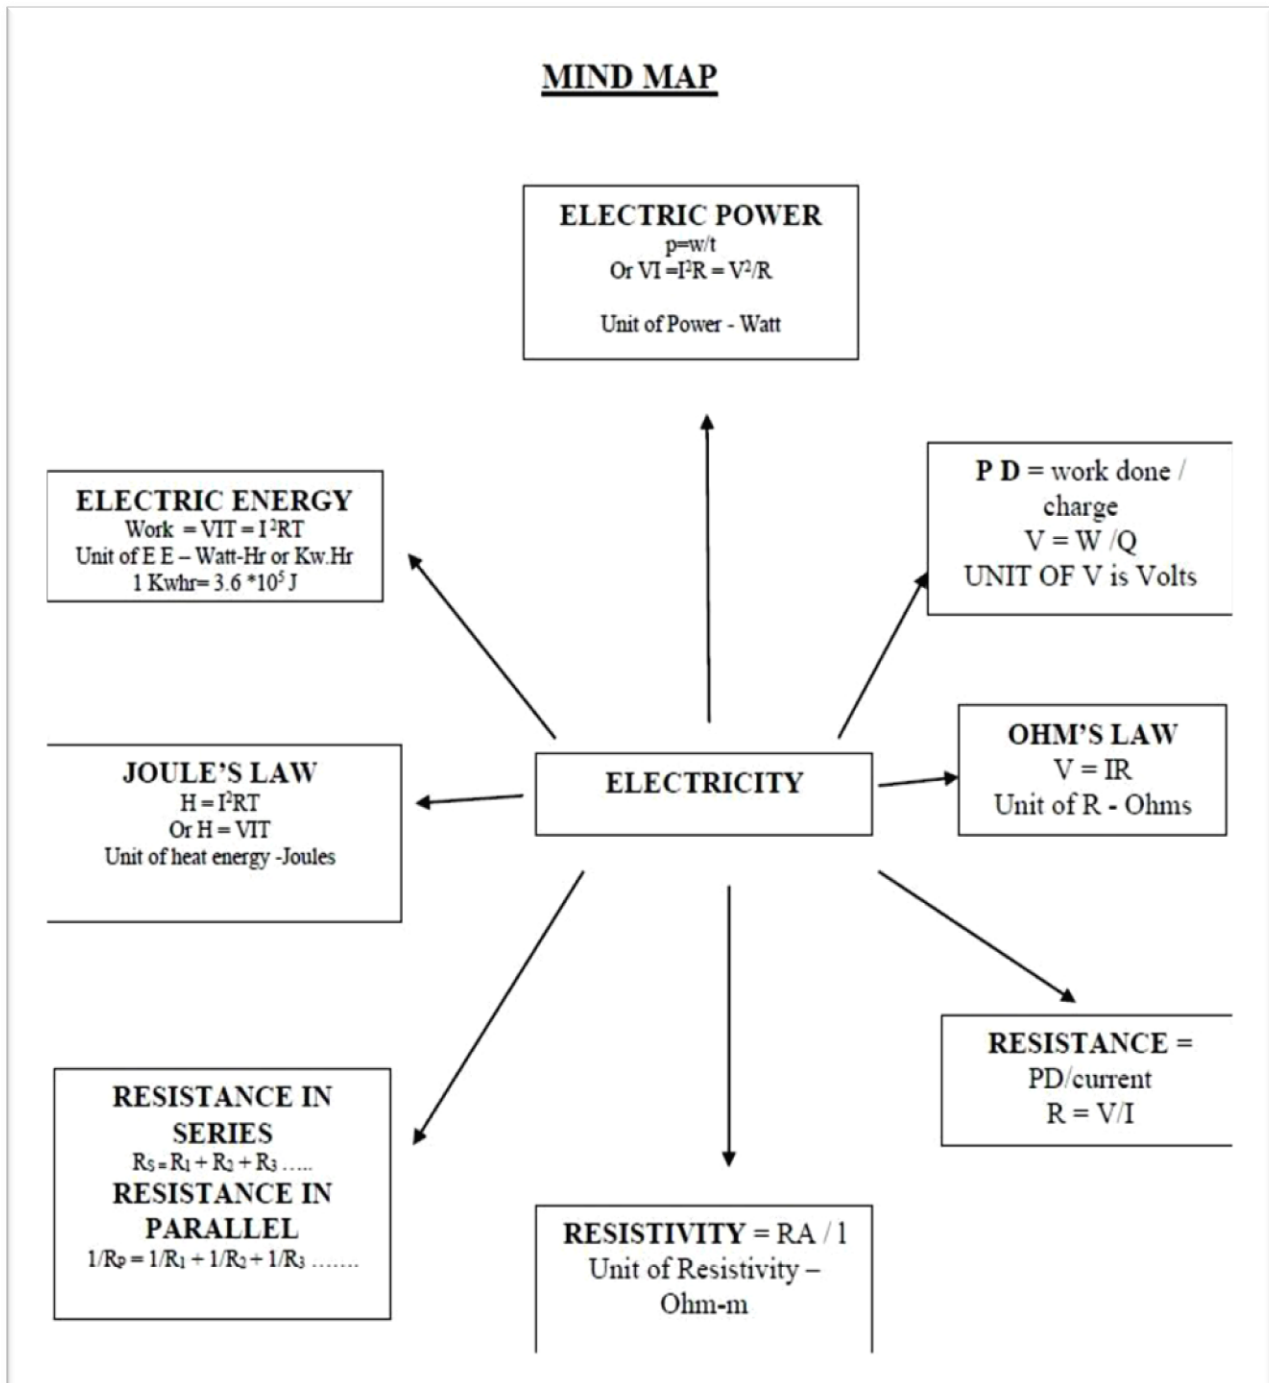 MIND MAP
ELECTRIC POWER
p=w/t
Or VI =I²R = V²/R
Unit of Power - Watt
P D = work done /
charge
V = W /Q
UNIT OF V is Volts
ELECTRIC ENERGY
Work = VIT = I²RT
Unit of E E – Watt-Hr or Kw.Hr
1 Kwhr= 3.6 *10⁵ J
OHM'S LAW
V = IR
Unit of R - Ohms
JOULE'S LAW
H = I²RT
Or H = VIT
Unit of heat energy -Joules
ELECTRICITY
RESISTANCE =
PD/current
R = V/I
RESISTANCE IN
SERIES
Rs = R₁ + R₂ + R₃ .....
RESISTANCE IN
PARALLEL
1/Rp = 1/R₁ + 1/R₂ + 1/R₃ .......
RESISTIVITY = RA / l
Unit of Resistivity –
Ohm-m